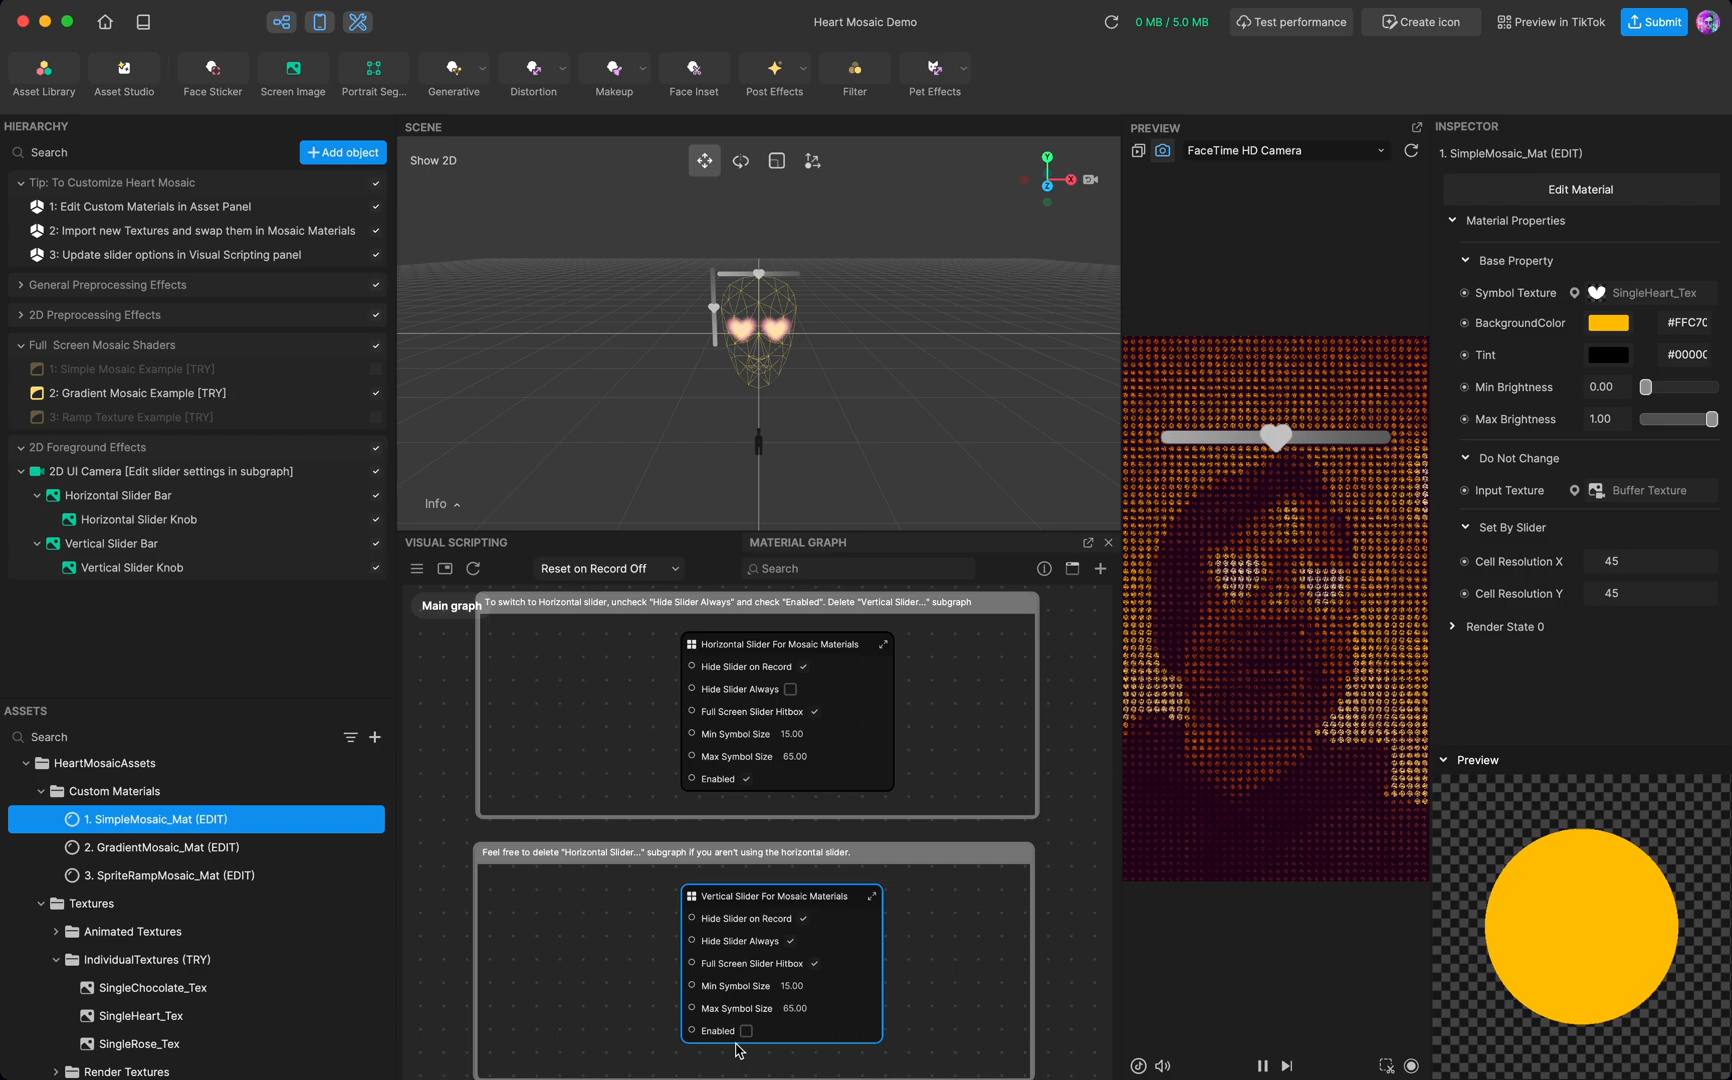 Heart Mosaic Demo
0 MB / 5.0 MB
Test performance
Create icon
Preview in TikTok
Submit
Asset Library
Asset Studio
Face Sticker
Screen Image
Portrait Seg...
Generative
Distortion
Makeup
Face Inset
Post Effects
Filter
Pet Effects
HIERARCHY
Search
+Add object
Tip: To Customize Heart Mosaic
1: Edit Custom Materials in Asset Panel
2: Import new Textures and swap them in Mosaic Materials
3: Update slider options in Visual Scripting panel
General Preprocessing Effects
2D Preprocessing Effects
Full Screen Mosaic Shaders
1: Simple Mosaic Example [TRY]
2: Gradient Mosaic Example [TRY]
3: Ramp Texture Example [TRY]
2D Foreground Effects
2D UI Camera [Edit slider settings in subgraph]
Horizontal Slider Bar
Horizontal Slider Knob
Vertical Slider Bar
Vertical Slider Knob
ASSETS
Search
HeartMosaicAssets
Custom Materials
1. SimpleMosaic_Mat (EDIT)
2. GradientMosaic_Mat (EDIT)
3. SpriteRampMosaic_Mat (EDIT)
Textures
Animated Textures
IndividualTextures (TRY)
SingleChocolate_Tex
SingleHeart_Tex
SingleRose_Tex
Render Textures
SCENE
Show 2D
Y
X
Z
Info
VISUAL SCRIPTING
MATERIAL GRAPH
Reset on Record Off
Search
Main graph
To switch to Horizontal slider, uncheck "Hide Slider Always" and check "Enabled". Delete "Vertical Slider..." subgraph
Horizontal Slider For Mosaic Materials
Hide Slider on Record
Hide Slider Always
Full Screen Slider Hitbox
Min Symbol Size 15.00
Max Symbol Size 65.00
Enabled
Feel free to delete "Horizontal Slider..." subgraph if you aren't using the horizontal slider.
Vertical Slider For Mosaic Materials
Hide Slider on Record
Hide Slider Always
Full Screen Slider Hitbox
Min Symbol Size 15.00
Max Symbol Size 65.00
Enabled
PREVIEW
FaceTime HD Camera
INSPECTOR
1. SimpleMosaic_Mat (EDIT)
Edit Material
Material Properties
Base Property
Symbol Texture SingleHeart_Tex
BackgroundColor #FFC7(
Tint #0000(
Min Brightness 0.00
Max Brightness 1.00
Do Not Change
Input Texture Buffer Texture
Set By Slider
Cell Resolution X 45
Cell Resolution Y 45
Render State 0
Preview